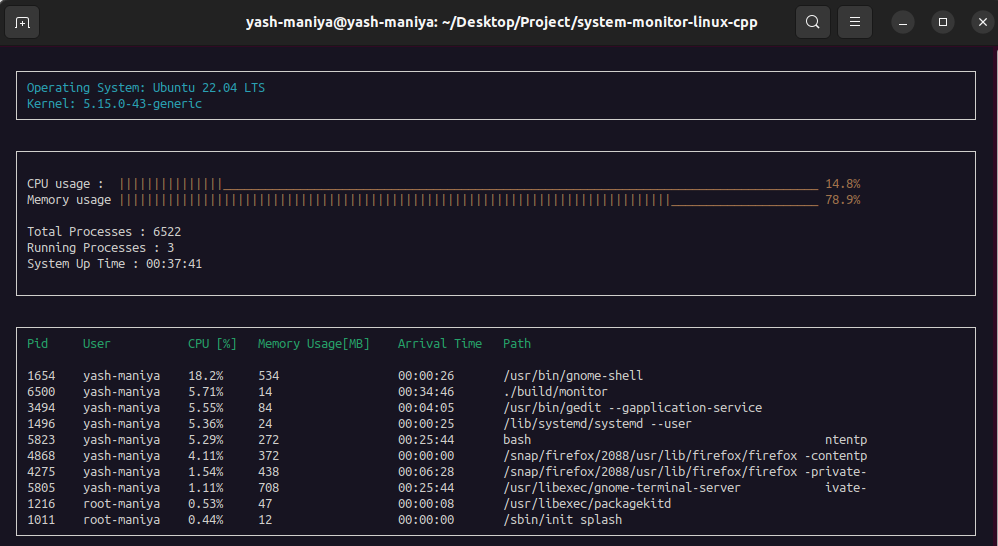 yash-maniya@yash-maniya: ~/Desktop/Project/system-monitor-linux-cpp
Operating System: Ubuntu 22.04 LTS
Kernel: 5.15.0-43-generic
CPU usage : |||||||||||||||_____________________________________________________________________________________ 14.8%
Memory usage ||||||||||||||||||||||||||||||||||||||||||||||||||||||||||||||||||||||||||||||||_____________________ 78.9%
Total Processes : 6522
Running Processes : 3
System Up Time : 00:37:41
Pid User CPU [%] Memory Usage[MB] Arrival Time Path
1654 yash-maniya 18.2% 534 00:00:26 /usr/bin/gnome-shell
6500 yash-maniya 5.71% 14 00:34:46 ./build/monitor
3494 yash-maniya 5.55% 84 00:04:05 /usr/bin/gedit --gapplication-service
1496 yash-maniya 5.36% 24 00:00:25 /lib/systemd/systemd --user
5823 yash-maniya 5.29% 272 00:25:44 bash ntentp
4868 yash-maniya 4.11% 372 00:00:00 /snap/firefox/2088/usr/lib/firefox/firefox -contentp
4275 yash-maniya 1.54% 438 00:06:28 /snap/firefox/2088/usr/lib/firefox/firefox -private-
5805 yash-maniya 1.11% 708 00:25:44 /usr/libexec/gnome-terminal-server ivate-
1216 root-maniya 0.53% 47 00:00:08 /usr/libexec/packagekitd
1011 root-maniya 0.44% 12 00:00:00 /sbin/init splash